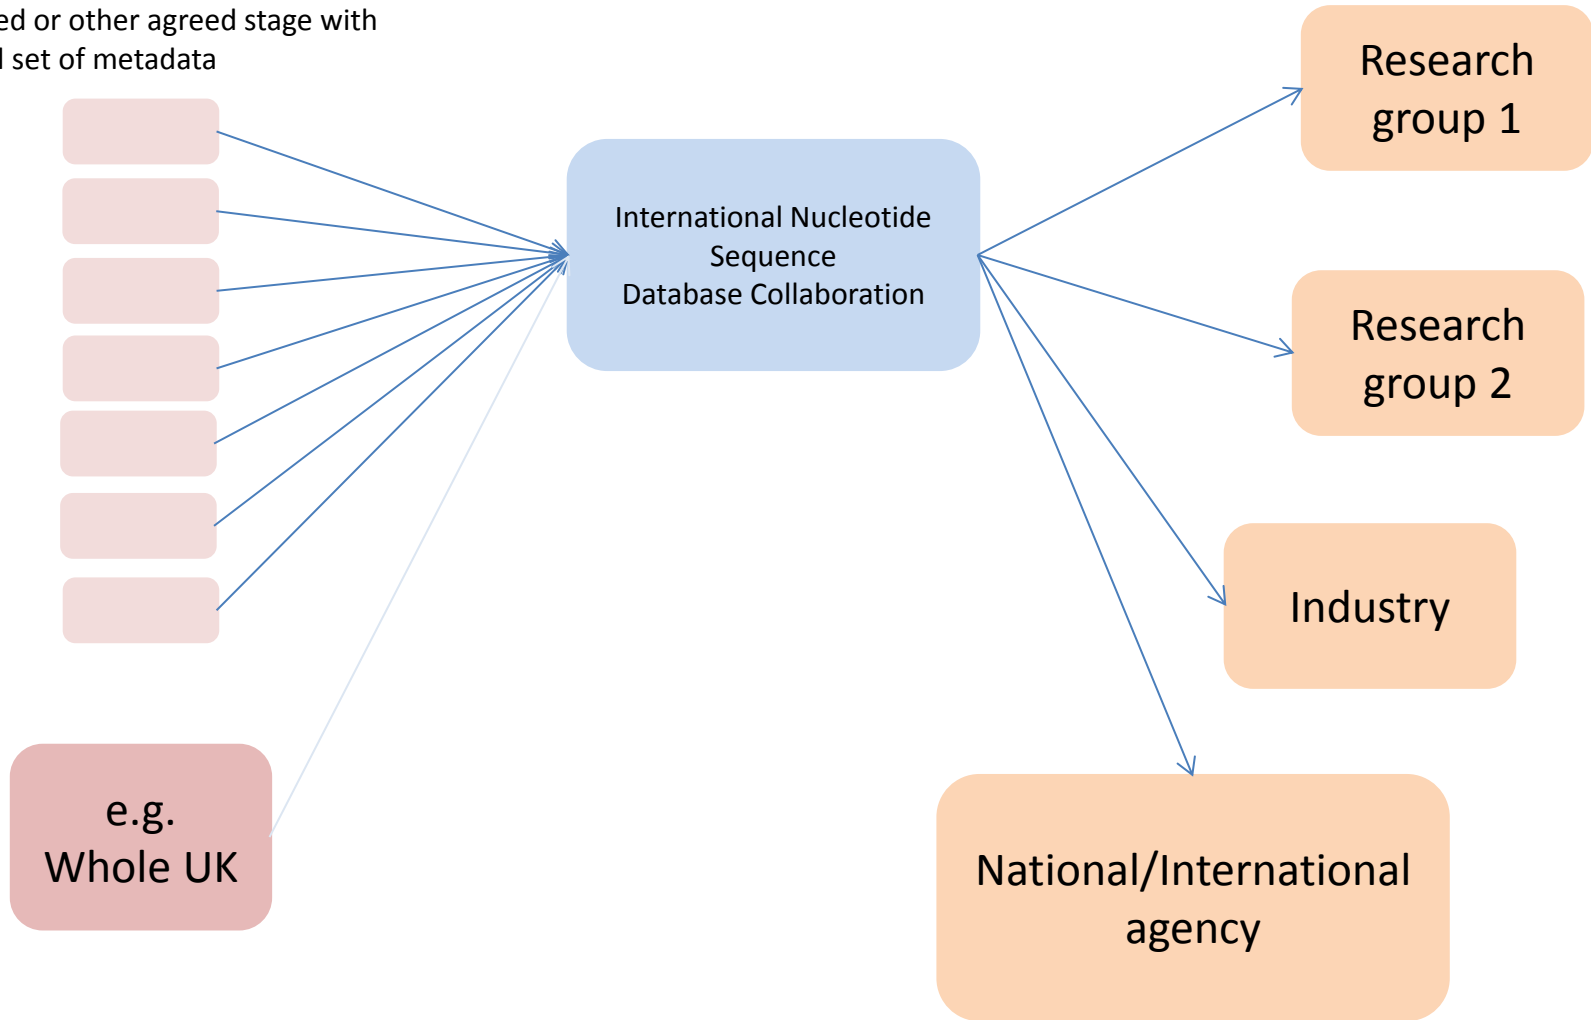 ed or other agreed stage with
set of metadata
Research
group 1
International Nucleotide
Sequence
Database Collaboration
Research
group 2
Industry
e.g.
Whole UK
National/International
agency